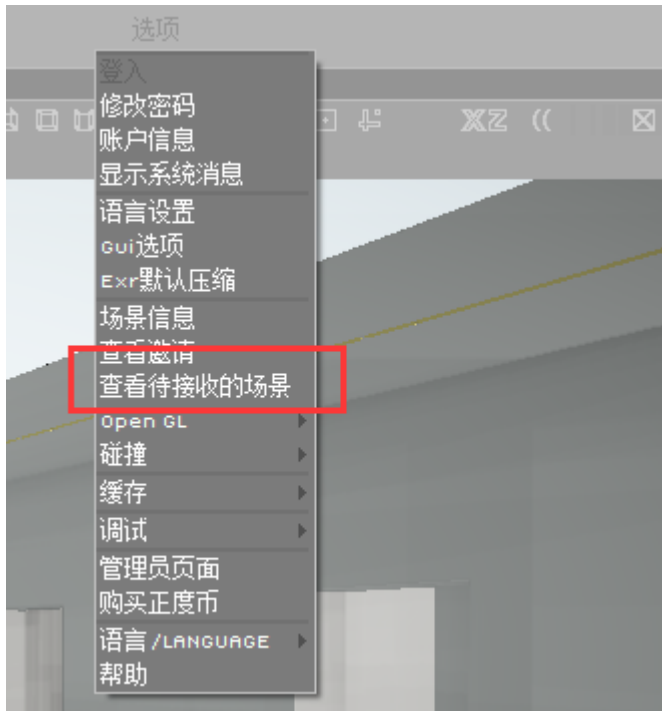 选项
登入
修改密码
账户信息
显示系统消息
语言设置
GUI选项
Exr默认压缩
场景信息
查看邀请
查看待接收的场景
Open GL
碰撞
缓存
调试
管理员页面
购买正度币
语言/LANGUAGE
帮助
XZ ((